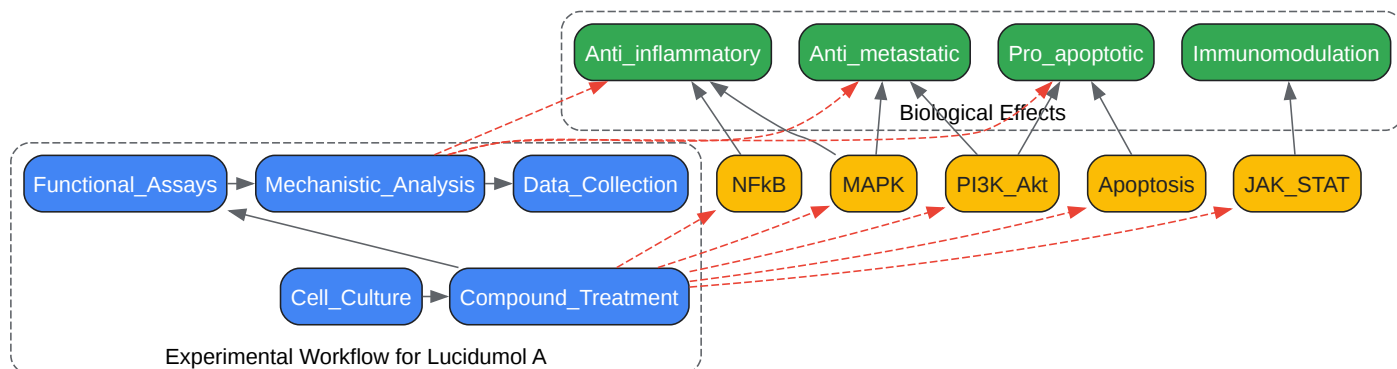 Anti_inflammatory
Anti_metastatic
Pro_apoptotic
Immunomodulation
Biological Effects
Functional_Assays
Mechanistic_Analysis
Data_Collection
NFkB
MAPK
PI3K_Akt
Apoptosis
JAK_STAT
Cell_Culture
Compound_Treatment
Experimental Workflow for Lucidumol A